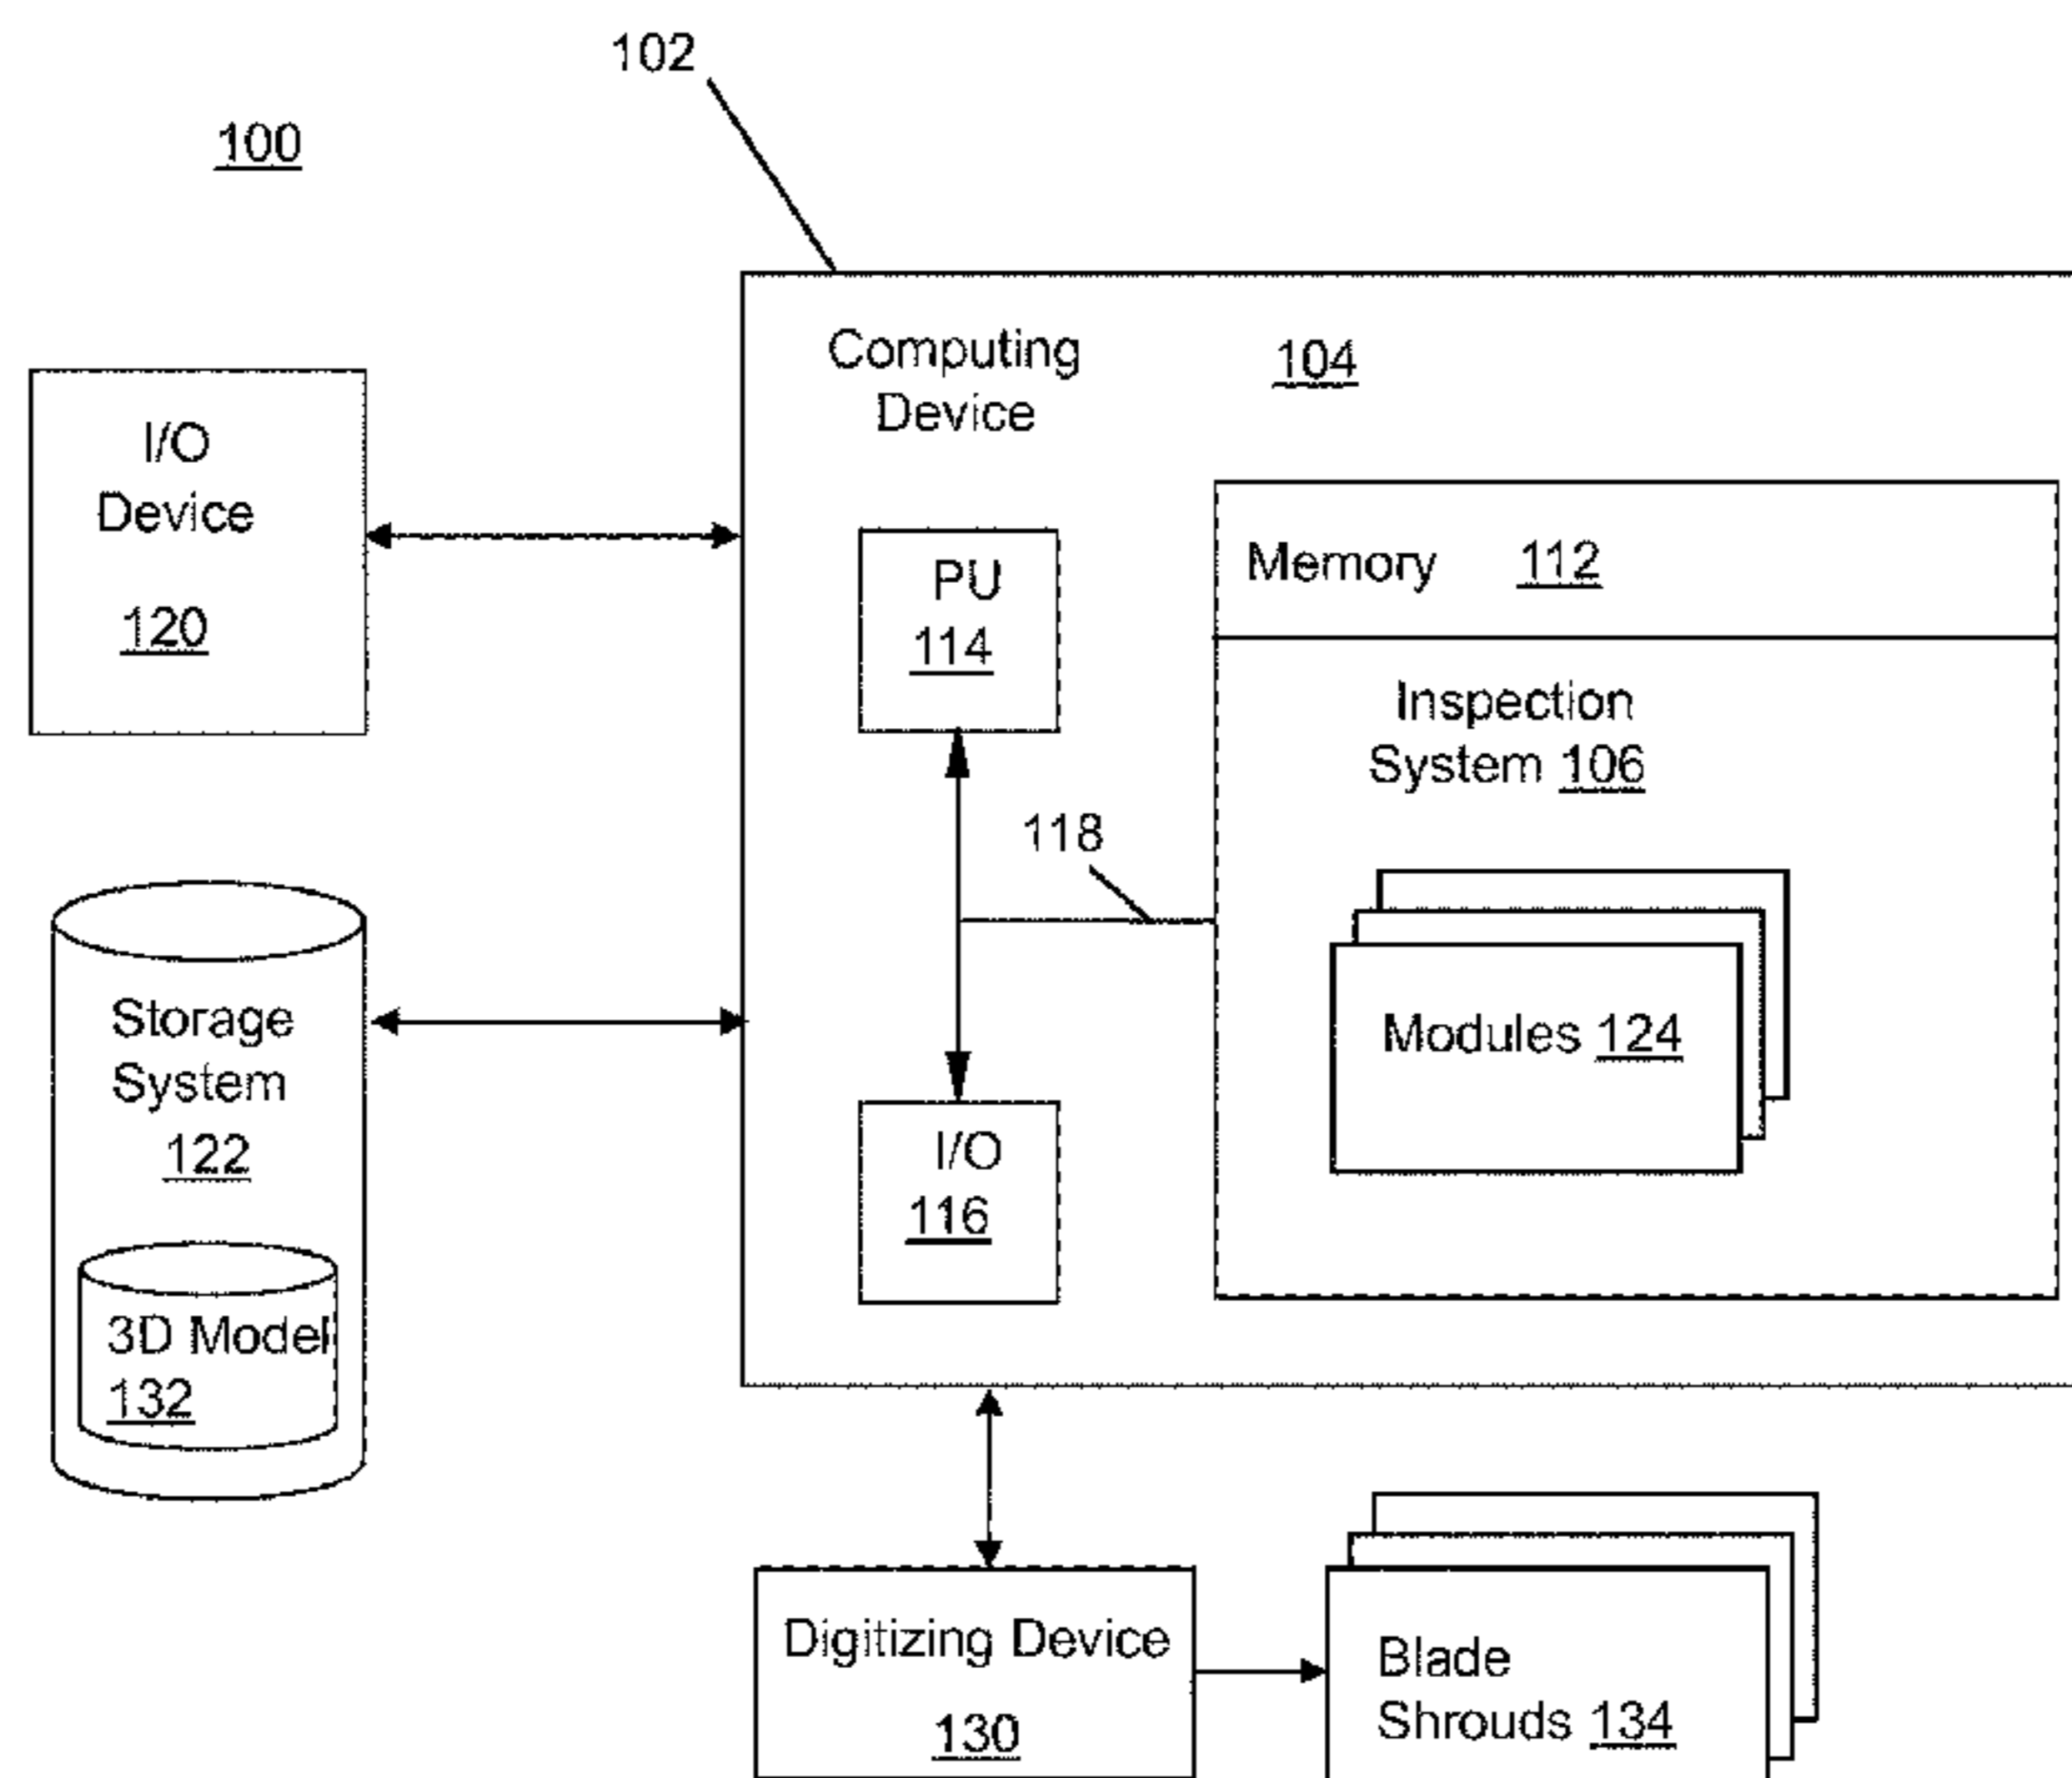 102
100
Computing
Device
104
I/O
Device
120
PU
114
Memory 112
Inspection
System 106
118
Modules 124
Storage
System
122
I/O
116
3D Model
132
Digitizing Device
130
Blade
Shrouds 134